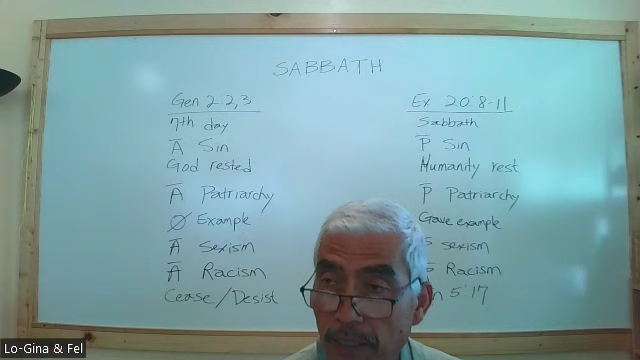 SABBATH
Gen 2:2,3
7th day
Ā Sin
God rested
Ā Patriarchy
Ø Example
Ā Sexism
Ā Racism
Cease/Desist
Ex 20:8-11
Sabbath
P̄ Sin
Humanity rest
P̄ Patriarchy
Gave example
sexism
Racism
5:17
Lo-Gina & Fel